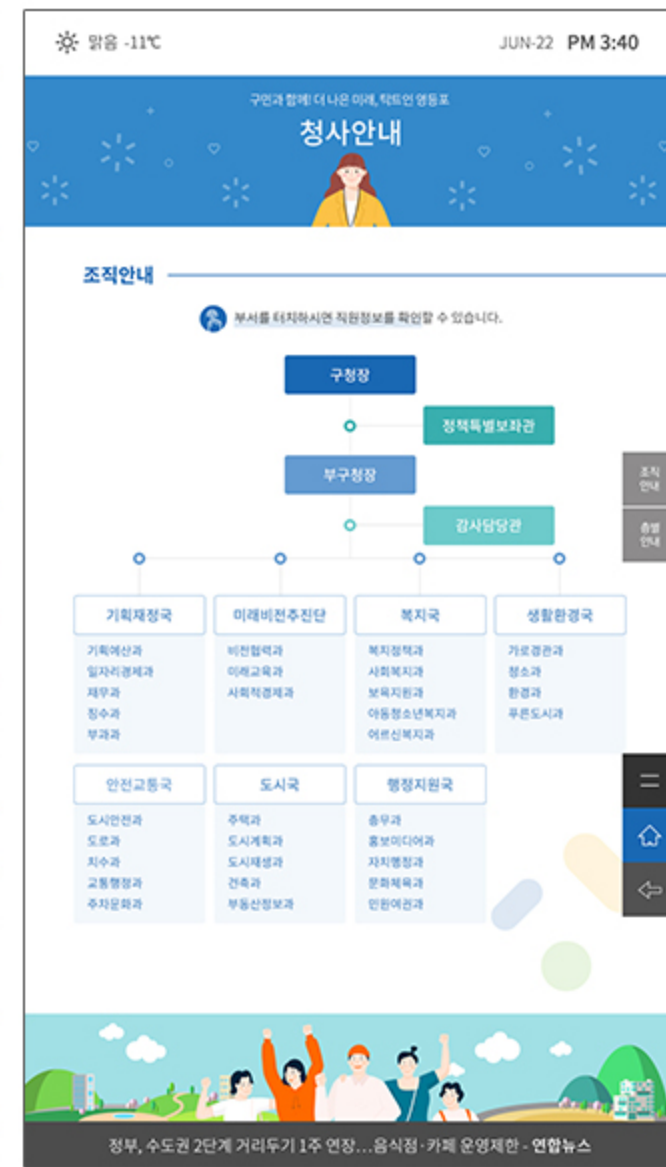 맑음 -11℃
JUN-22 PM 3:40
구민과 함께! 더 나은 미래, 탁트인 영등포
청사안내
조직안내
부서를 터치하시면 직원정보를 확인할 수 있습니다.
구청장
정책특별보좌관
부구청장
감사담당관
조직
안내
층별
안내
기획재정국
미래비전추진단
복지국
생활환경국
기획예산과
일자리경제과
재무과
징수과
부과과
비전협력과
미래교육과
사회적경제과
복지정책과
사회복지과
보육지원과
아동청소년복지과
어르신복지과
가로경관과
청소과
환경과
푸른도시과
안전교통국
도시국
행정지원국
도시안전과
도로과
치수과
교통행정과
주차문화과
주택과
도시계획과
도시재생과
건축과
부동산정보과
총무과
홍보미디어과
자치행정과
문화체육과
민원여권과
정부, 수도권 2단계 거리두기 1주 연장…음식점·카페 운영제한 - 연합뉴스